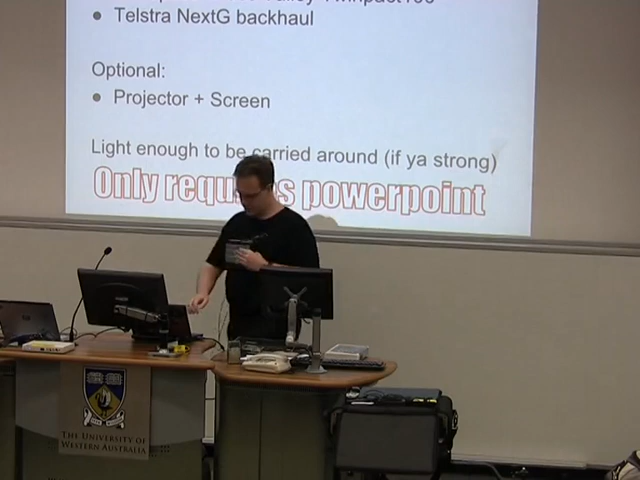 • Telstra NextG backhaul
Optional:
• Projector + Screen
Light enough to be carried around (if ya strong)
Only powerpoint
THE UNIVERSITY OF
WESTERN AUSTRALIA